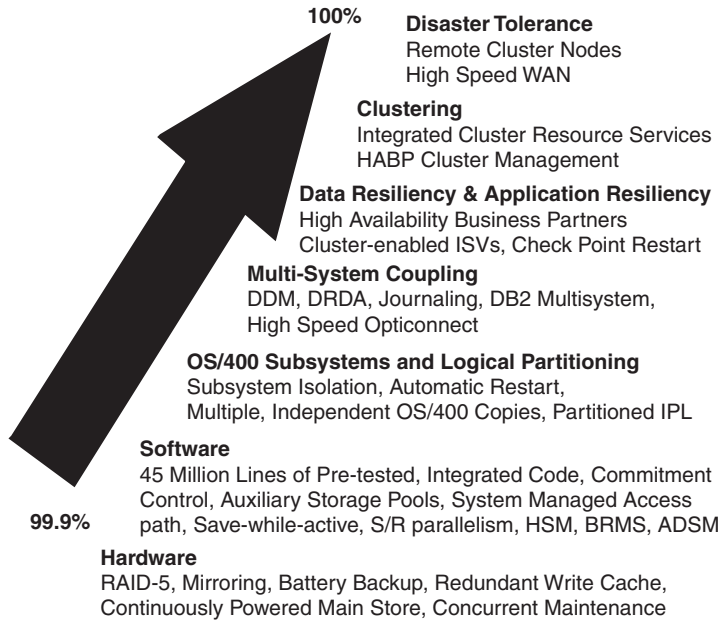 100%
Disaster Tolerance
Remote Cluster Nodes
High Speed WAN
Clustering
Integrated Cluster Resource Services
HABP Cluster Management
Data Resiliency & Application Resiliency
High Availability Business Partners
Cluster-enabled ISVs, Check Point Restart
Multi-System Coupling
DDM, DRDA, Journaling, DB2 Multisystem,
High Speed Opticonnect
OS/400 Subsystems and Logical Partitioning
Subsystem Isolation, Automatic Restart,
Multiple, Independent OS/400 Copies, Partitioned IPL
Software
45 Million Lines of Pre-tested, Integrated Code, Commitment
Control, Auxiliary Storage Pools, System Managed Access
path, Save-while-active, S/R parallelism, HSM, BRMS, ADSM
99.9%
Hardware
RAID-5, Mirroring, Battery Backup, Redundant Write Cache,
Continuously Powered Main Store, Concurrent Maintenance